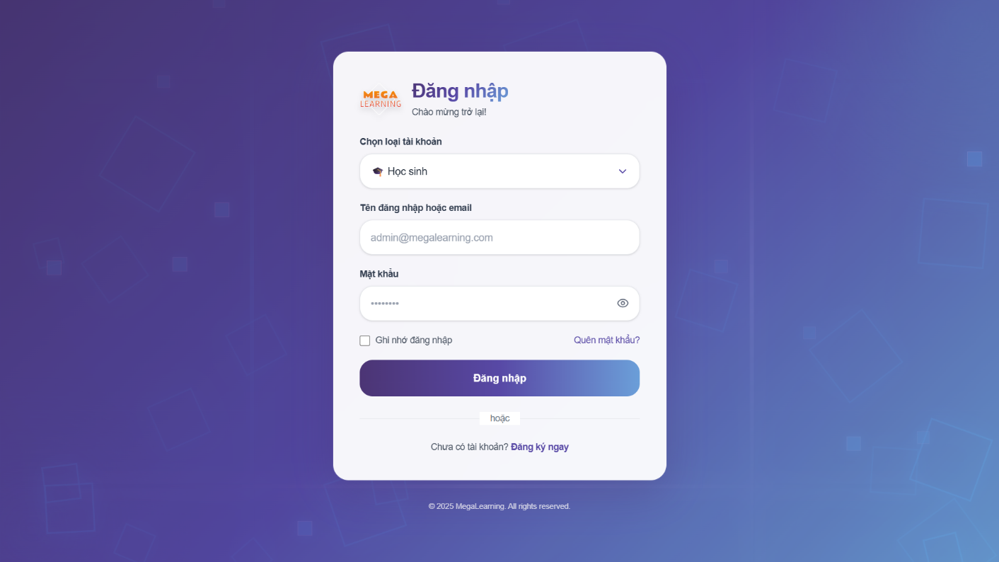 MEGA
LEARNING
Đăng nhập
Chào mừng trở lại!
Chọn loại tài khoản
🎓 Học sinh
Tên đăng nhập hoặc email
admin@megalearning.com
Mật khẩu
••••••••
Ghi nhớ đăng nhập
Quên mật khẩu?
Đăng nhập
hoặc
Chưa có tài khoản? Đăng ký ngay
© 2025 MegaLearning. All rights reserved.